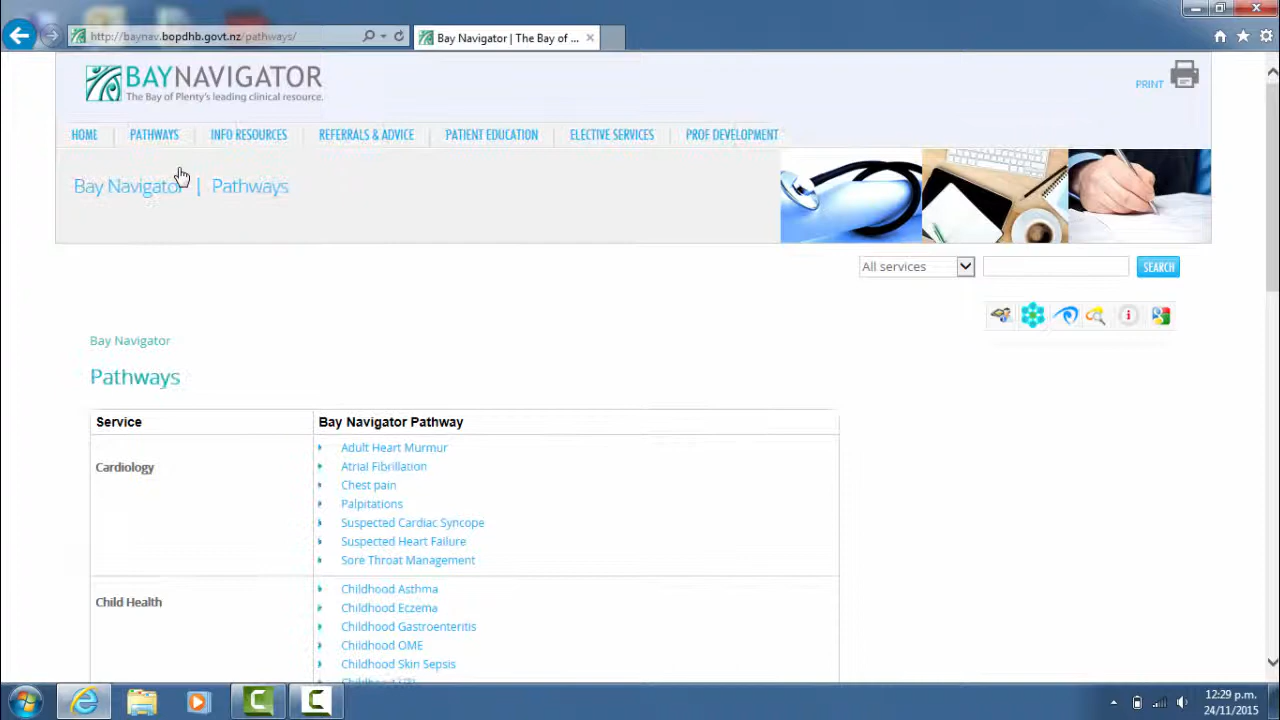 http://baynav.bopdhb.govt.nz/pathways/
Bay Navigator | The Bay of ...
BAYNAVIGATOR
The Bay of Plenty's leading clinical resource.
PRINT
HOME
PATHWAYS
INFO RESOURCES
REFERRALS & ADVICE
PATIENT EDUCATION
ELECTIVE SERVICES
PROF DEVELOPMENT
Bay Navigator | Pathways
All services
SEARCH
Bay Navigator
Pathways
Service
Bay Navigator Pathway
Cardiology
Adult Heart Murmur
Atrial Fibrillation
Chest pain
Palpitations
Suspected Cardiac Syncope
Suspected Heart Failure
Sore Throat Management
Child Health
Childhood Asthma
Childhood Eczema
Childhood Gastroenteritis
Childhood OME
Childhood Skin Sepsis
12:29 p.m.
24/11/2015